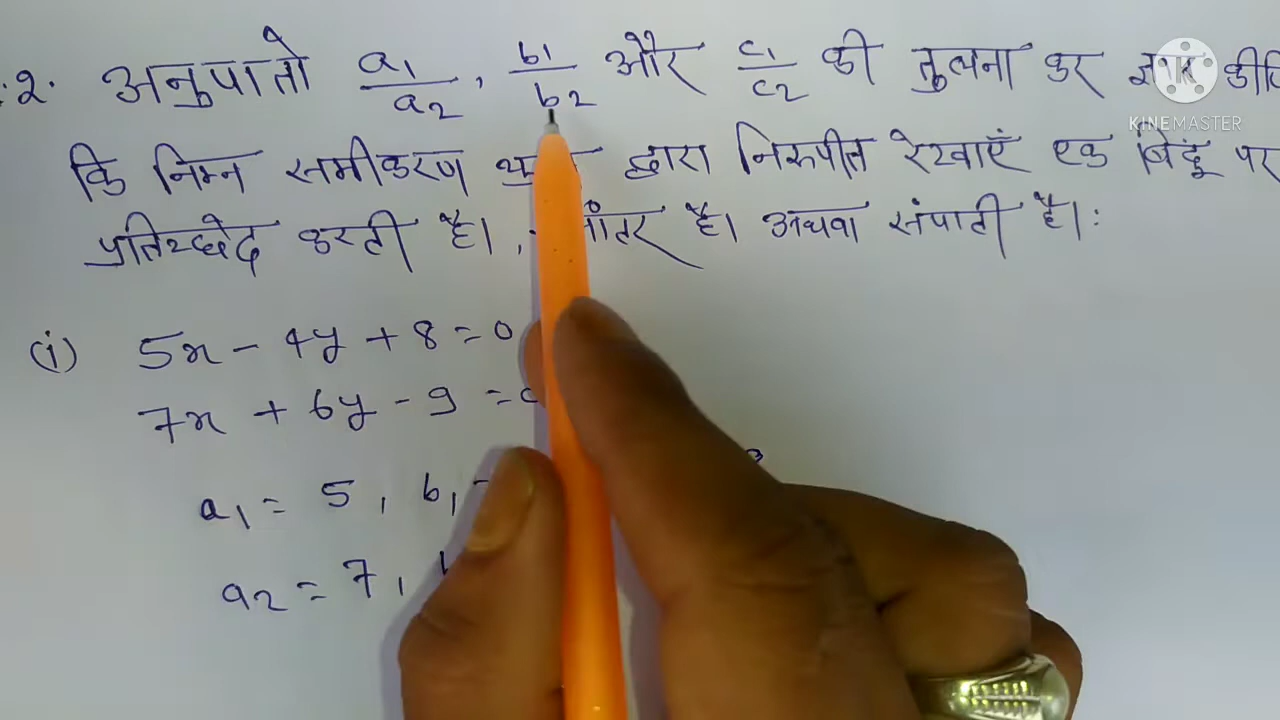 2. अनुपातो a1/a2, b1/b2 और c1/c2 की तुलना कर
कि निम्न समीकरण द्वारा निरुपीत रेखाएँ एक बिंदू पर
प्रतिच्छेद करती है। है। अथवा संपाती है।:
(i) 5x - 4y + 8 = 0
7x + 6y - 9 =
a1 = 5, b1
a2 = 7,
KINEMASTER